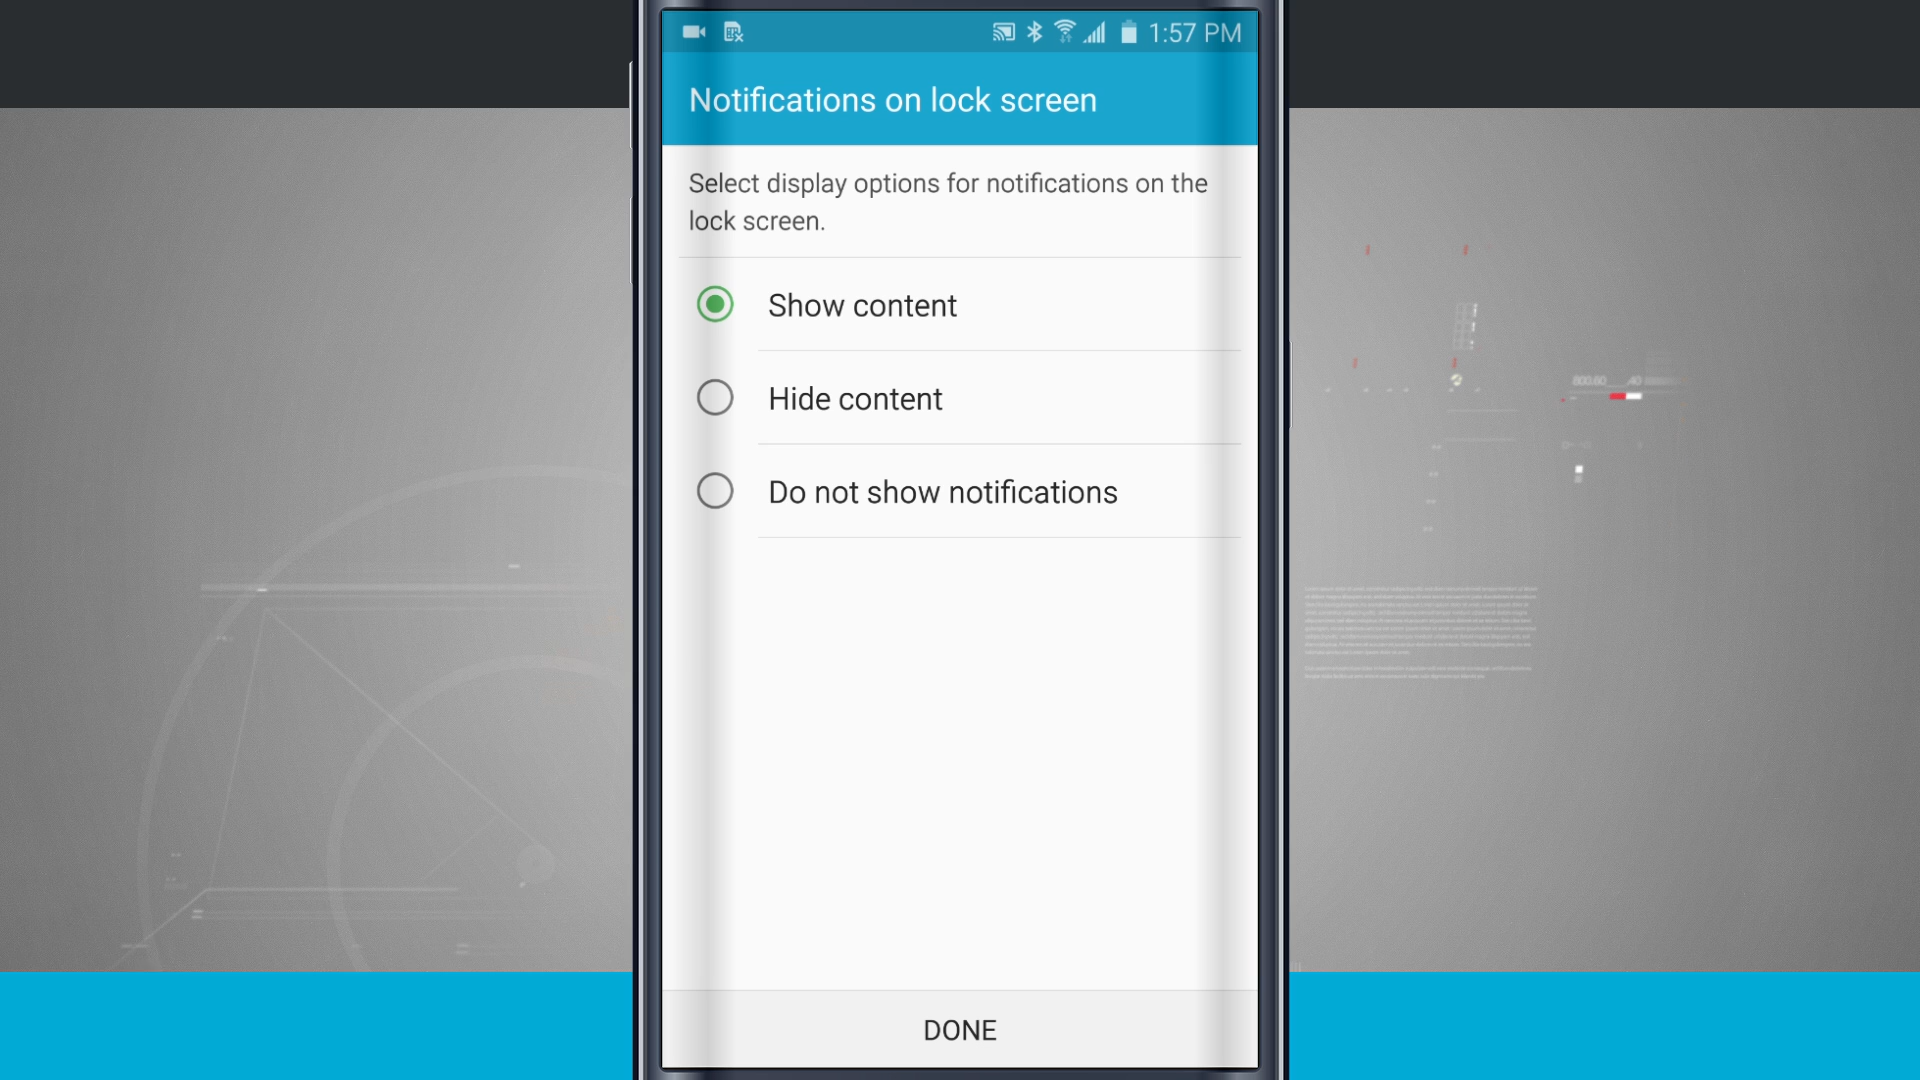 1:57 PM
Notifications on lock screen
Select display options for notifications on the
lock screen.
Show content
Hide content
Do not show notifications
DONE